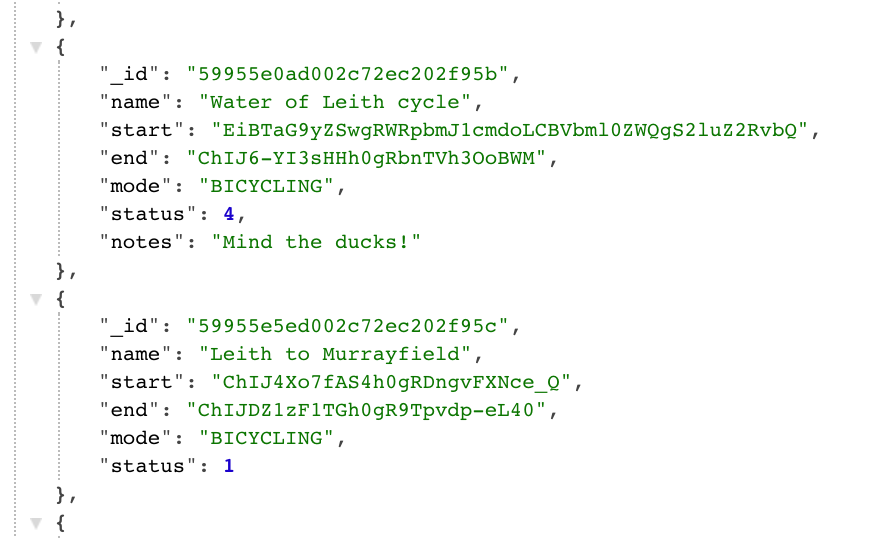 },
{
"_id": "59955e0ad002c72ec202f95b",
"name": "Water of Leith cycle",
"start": "EiBTaG9yZSwgRWRpbmJ1cmdoLCBVbml0ZWQgS2luZ2RvbQ",
"end": "ChIJ6-YI3sHHh0gRbnTVh3OoBWM",
"mode": "BICYCLING",
"status": 4,
"notes": "Mind the ducks!"
},
{
"_id": "59955e5ed002c72ec202f95c",
"name": "Leith to Murrayfield",
"start": "ChIJ4Xo7fAS4h0gRDngvFXNce_Q",
"end": "ChIJDZ1zF1TGh0gR9Tpvdp-eL40",
"mode": "BICYCLING",
"status": 1
},
{